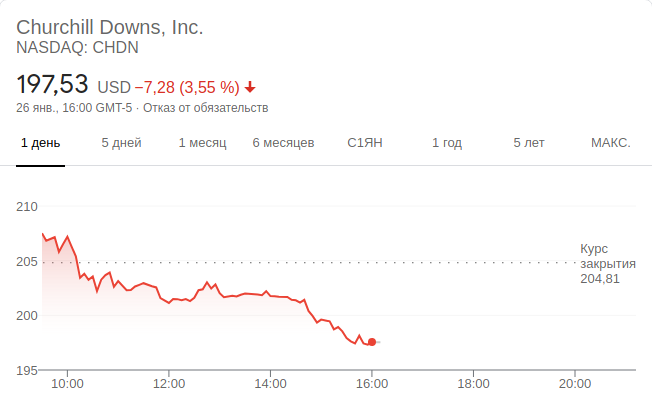 Churchill Downs, Inc.
NASDAQ: CHDN
197,53 USD −7,28 (3,55 %)
26 янв., 16:00 GMT-5 · Отказ от обязательств
1 день 5 дней 1 месяц 6 месяцев С1ЯН 1 год 5 лет МАКС.
210
205
200
195
Курс
закрытия
204,81
10:00 12:00 14:00 16:00 18:00 20:00